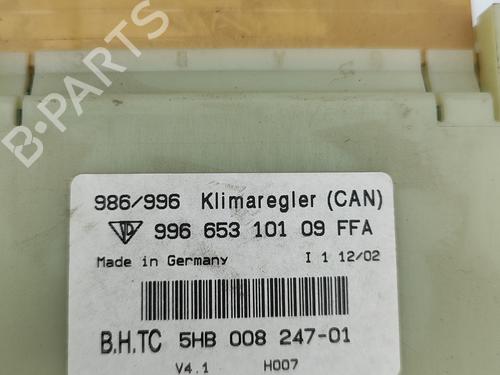 B-PARTS
986/996 Klimaregler (CAN)
996 653 101 09 FFA
Made in Germany I 1 12/02
B.H.TC 5HB 008 247-01
V4.1 H007